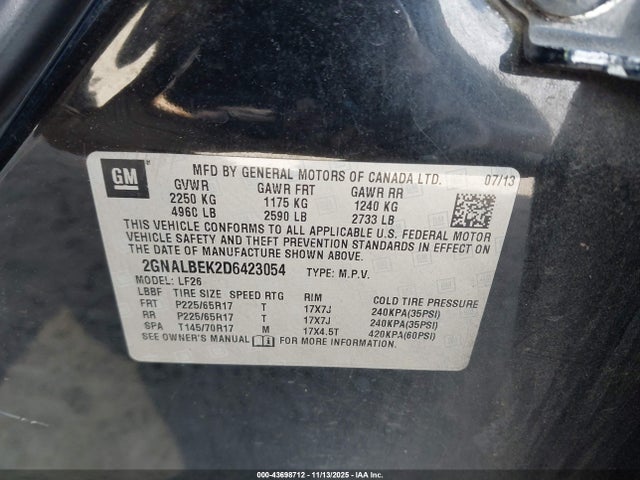 GM
MFD BY GENERAL MOTORS OF CANADA LTD. 07/13
GVWR GAWR FRT GAWR RR
2250 KG 1175 KG 1240 KG
4960 LB 2590 LB 2733 LB
THIS VEHICLE CONFORMS TO ALL APPLICABLE U.S. FEDERAL MOTOR
VEHICLE SAFETY AND THEFT PREVENTION STANDARDS IN EFFECT ON
THE DATE OF MANUFACTURE SHOWN ABOVE.
2GNALBEK2D6423054 TYPE: M.P.V.
MODEL: LF26
LBBF TIRE SIZE SPEED RTG RIM COLD TIRE PRESSURE
FRT P225/65R17 T 17X7J 240KPA(35PSI)
RR P225/65R17 T 17X7J 240KPA(35PSI)
SPA T145/70R17 M 17X4.5T 420KPA(60PSI)
SEE OWNER'S MANUAL FOR MORE INFORMATION
000-43698712 - 11/13/2025 - IAAI.COM